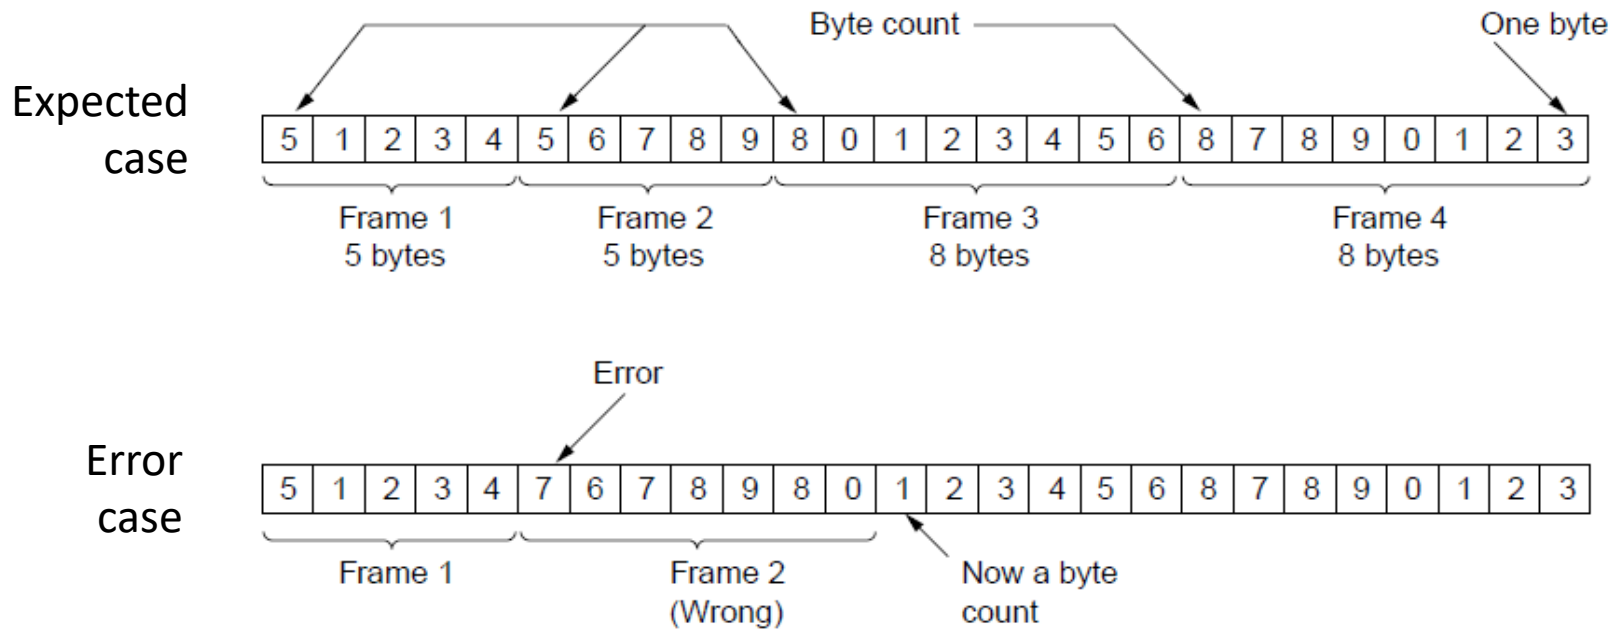 Byte count
One byte
Expected
case
5 1 2 3 4 5 6 7 8 9 8 0 1 2 3 4 5 6 8 7 8 9 0 1 2 3
Frame 1
5 bytes
Frame 2
5 bytes
Frame 3
8 bytes
Frame 4
8 bytes
Error
Error
case
5 1 2 3 4 7 6 7 8 9 8 0 1 2 3 4 5 6 8 7 8 9 0 1 2 3
Frame 1
Frame 2
(Wrong)
Now a byte
count